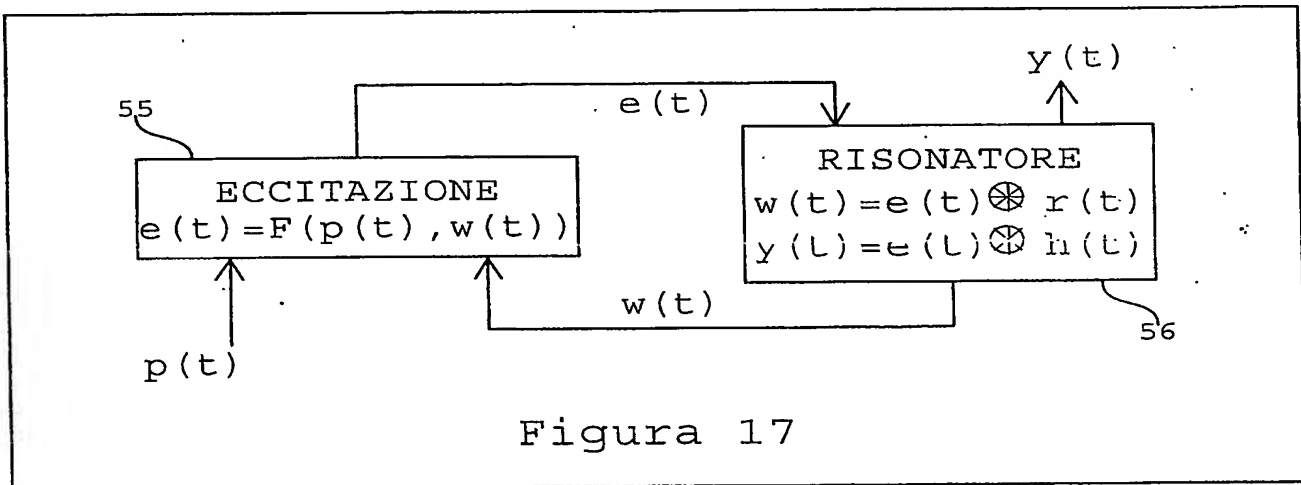 y(t)
55
e(t)
ECCITAZIONE
e(t)=F(p(t),w(t))
RISONATORE
w(t)=e(t)⊛ r(t)
y(t)=e(t)⊛ h(t)
w(t)
56
p(t)
Figura 17